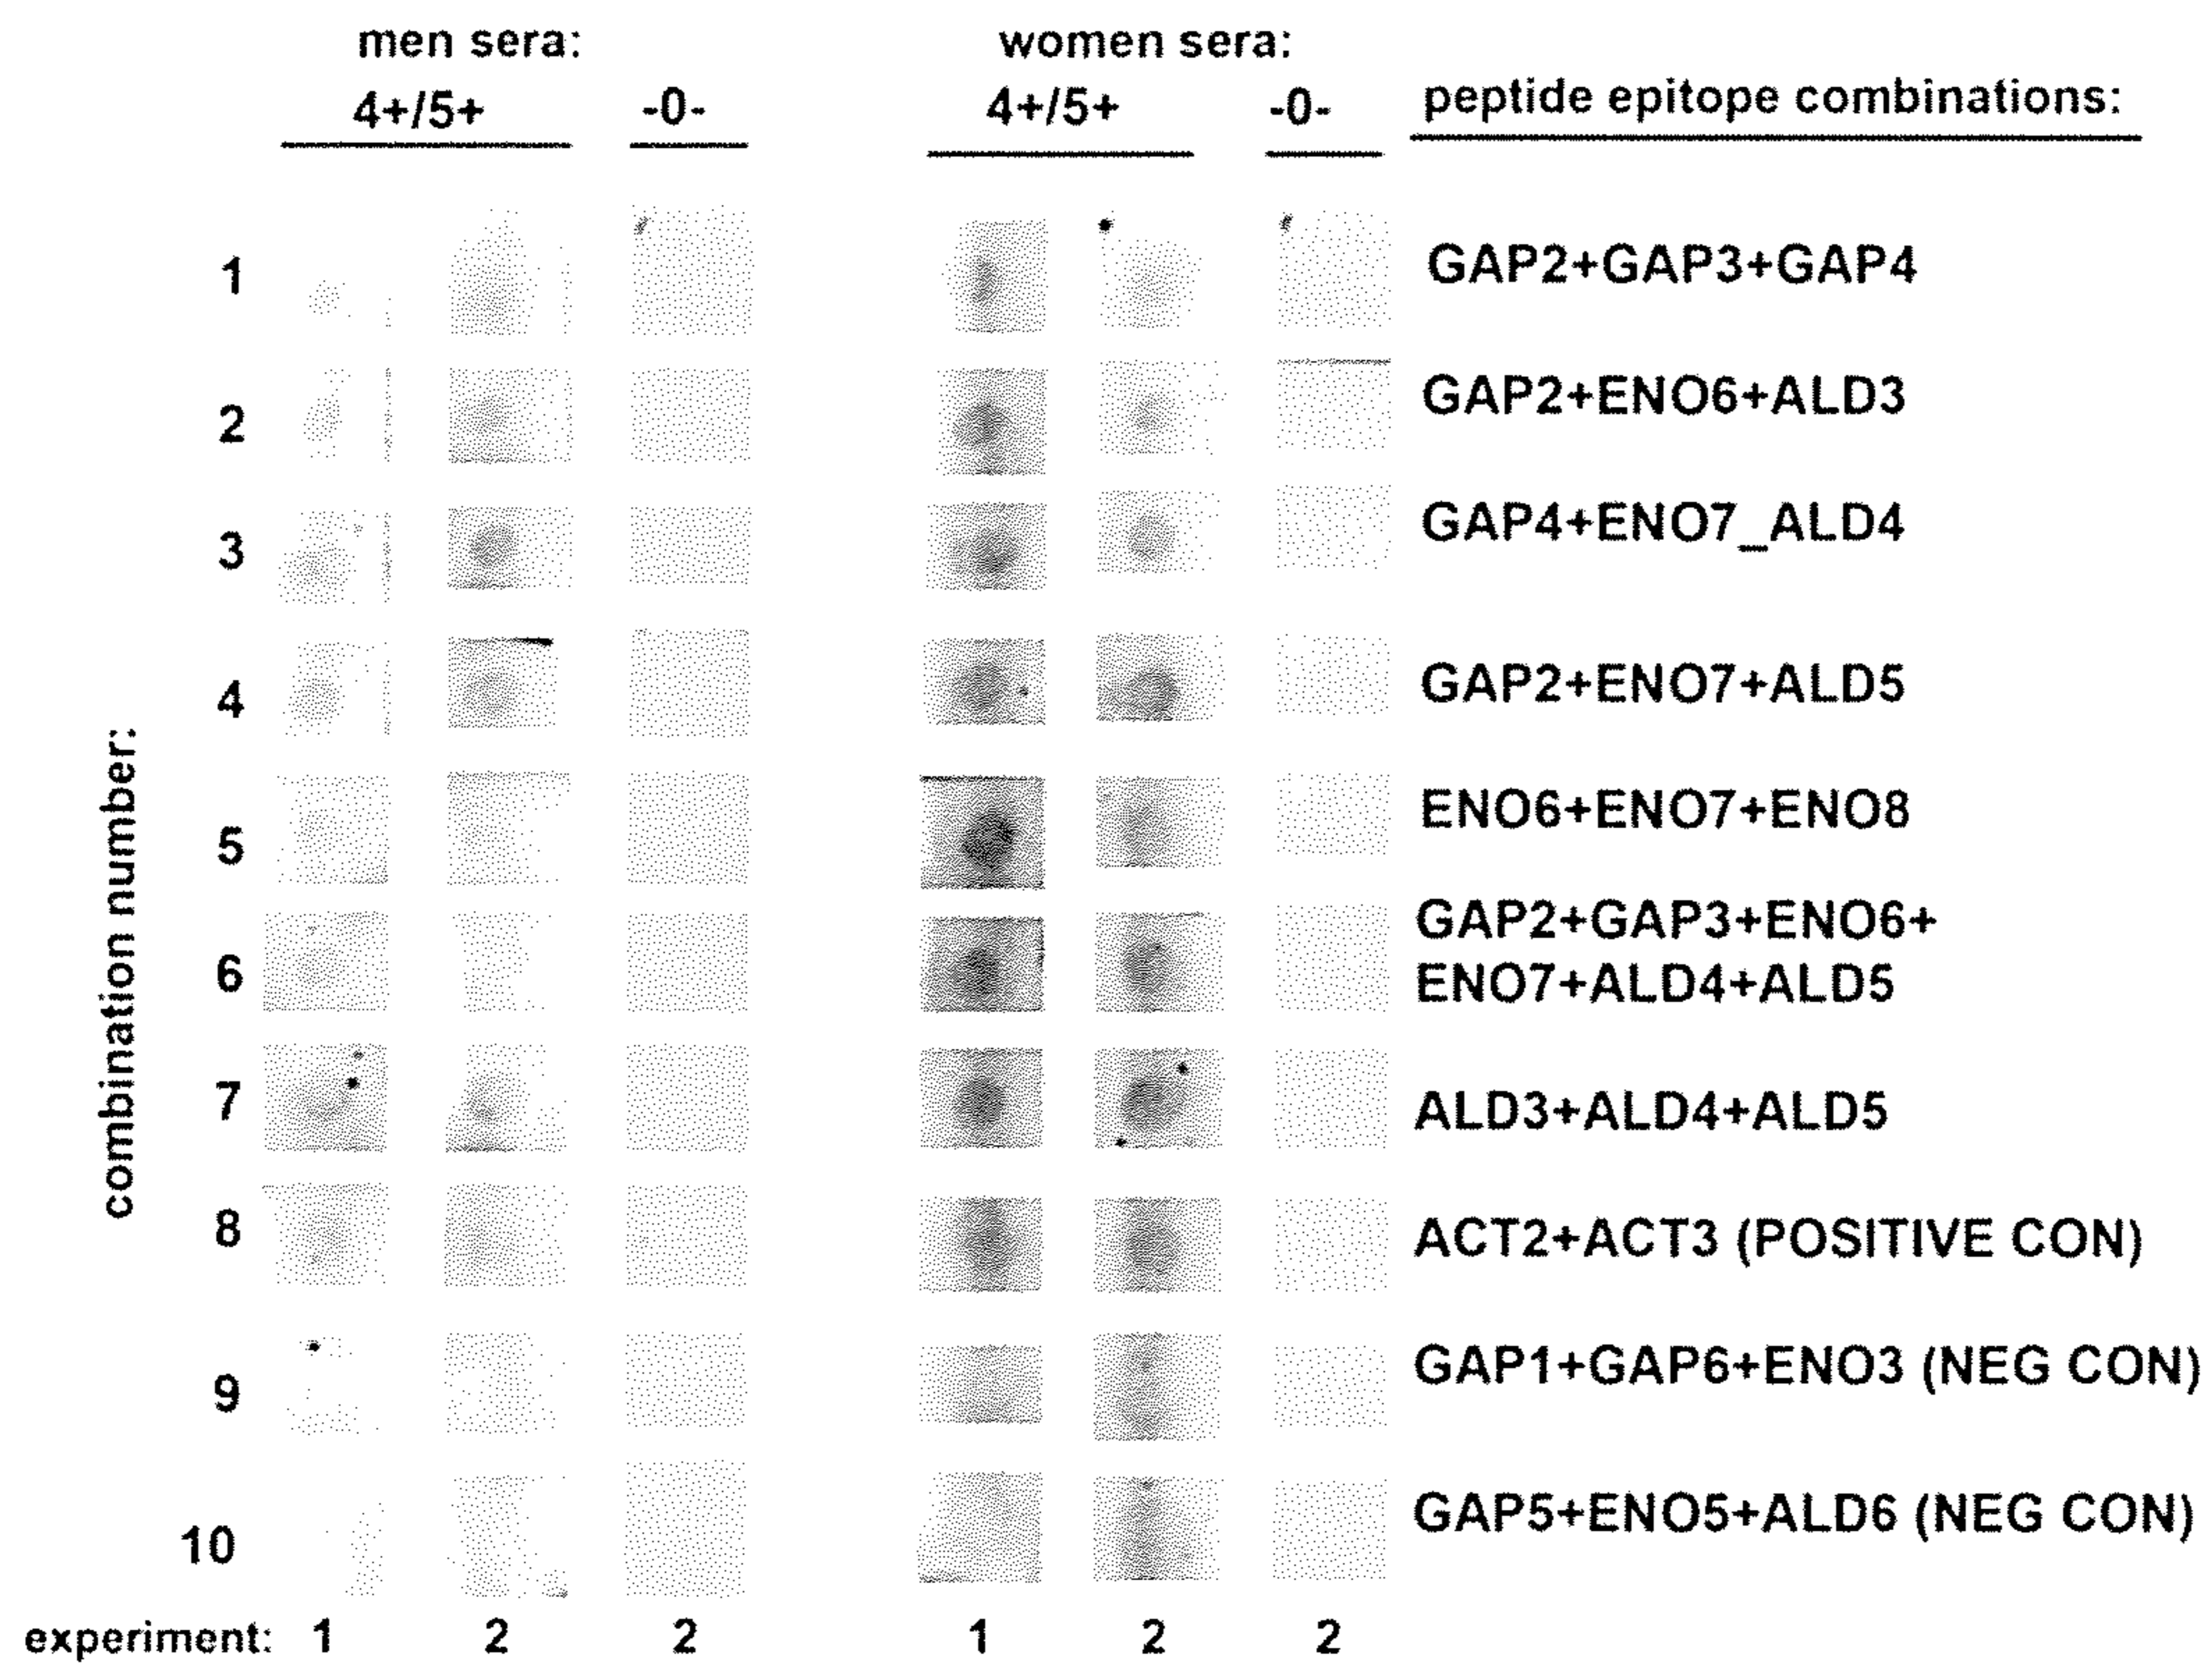 men sera:
women sera:
4+/5+
-0-
4+/5+
-0-
peptide epitope combinations:
combination number:
1
GAP2+GAP3+GAP4
2
GAP2+ENO6+ALD3
3
GAP4+ENO7_ALD4
4
GAP2+ENO7+ALD5
5
ENO6+ENO7+ENO8
6
GAP2+GAP3+ENO6+
ENO7+ALD4+ALD5
7
ALD3+ALD4+ALD5
8
ACT2+ACT3 (POSITIVE CON)
9
GAP1+GAP6+ENO3 (NEG CON)
10
GAP5+ENO5+ALD6 (NEG CON)
experiment: 1 2 2 1 2 2